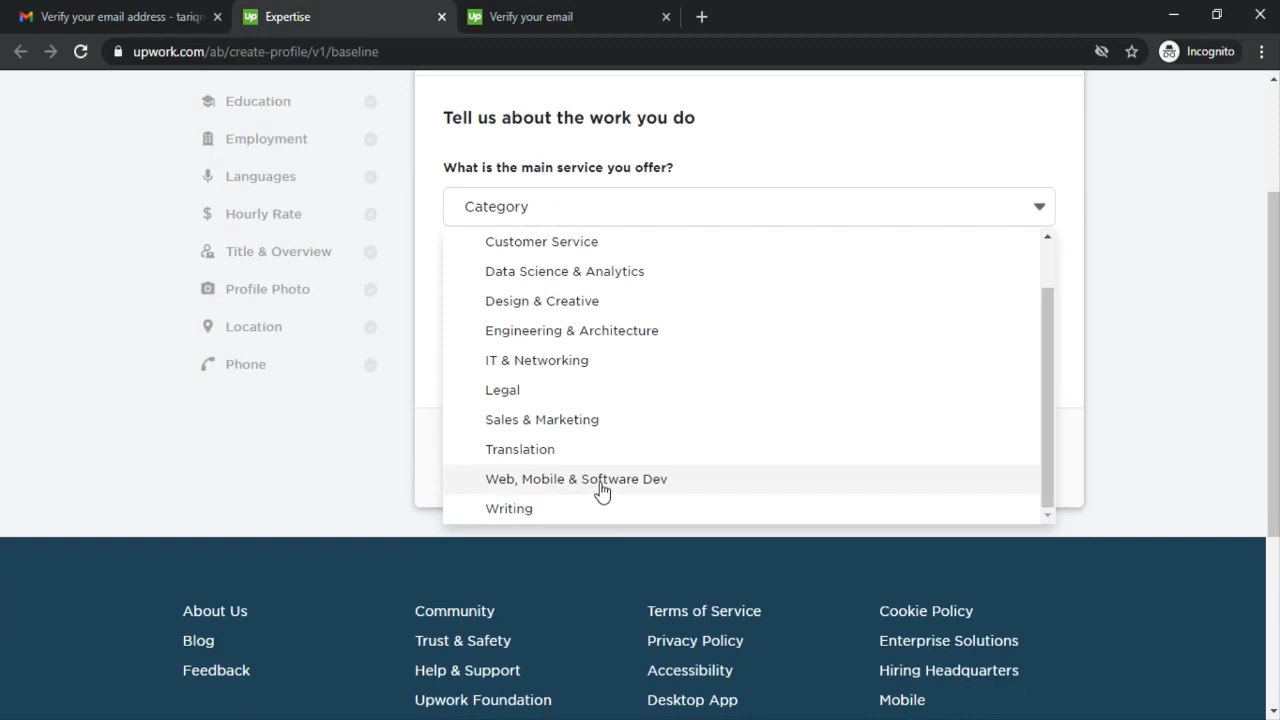 Verify your email address - tariqr
Expertise
Verify your email
upwork.com/ab/create-profile/v1/baseline
Incognito
Education
Employment
Languages
Hourly Rate
Title & Overview
Profile Photo
Location
Phone
Tell us about the work you do
What is the main service you offer?
Category
Customer Service
Data Science & Analytics
Design & Creative
Engineering & Architecture
IT & Networking
Legal
Sales & Marketing
Translation
Web, Mobile & Software Dev
Writing
About Us
Community
Terms of Service
Cookie Policy
Blog
Trust & Safety
Privacy Policy
Enterprise Solutions
Feedback
Help & Support
Accessibility
Hiring Headquarters
Upwork Foundation
Desktop App
Mobile